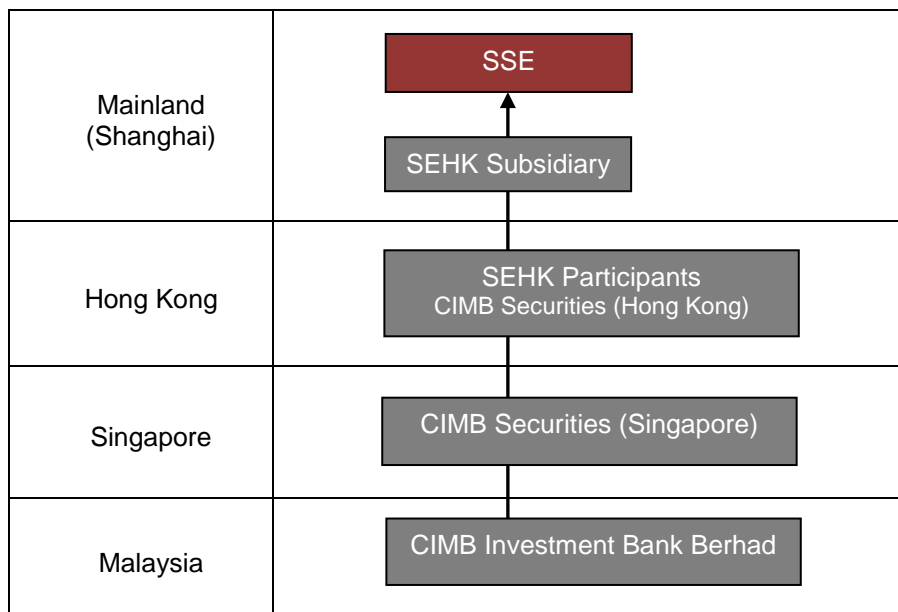 SSE
Mainland
(Shanghai)
SEHK Subsidiary
SEHK Participants
Hong Kong
CIMB Securities (Hong Kong)
CIMB Securities (Singapore)
Singapore
CIMB Investment Bank Berhad
Malaysia